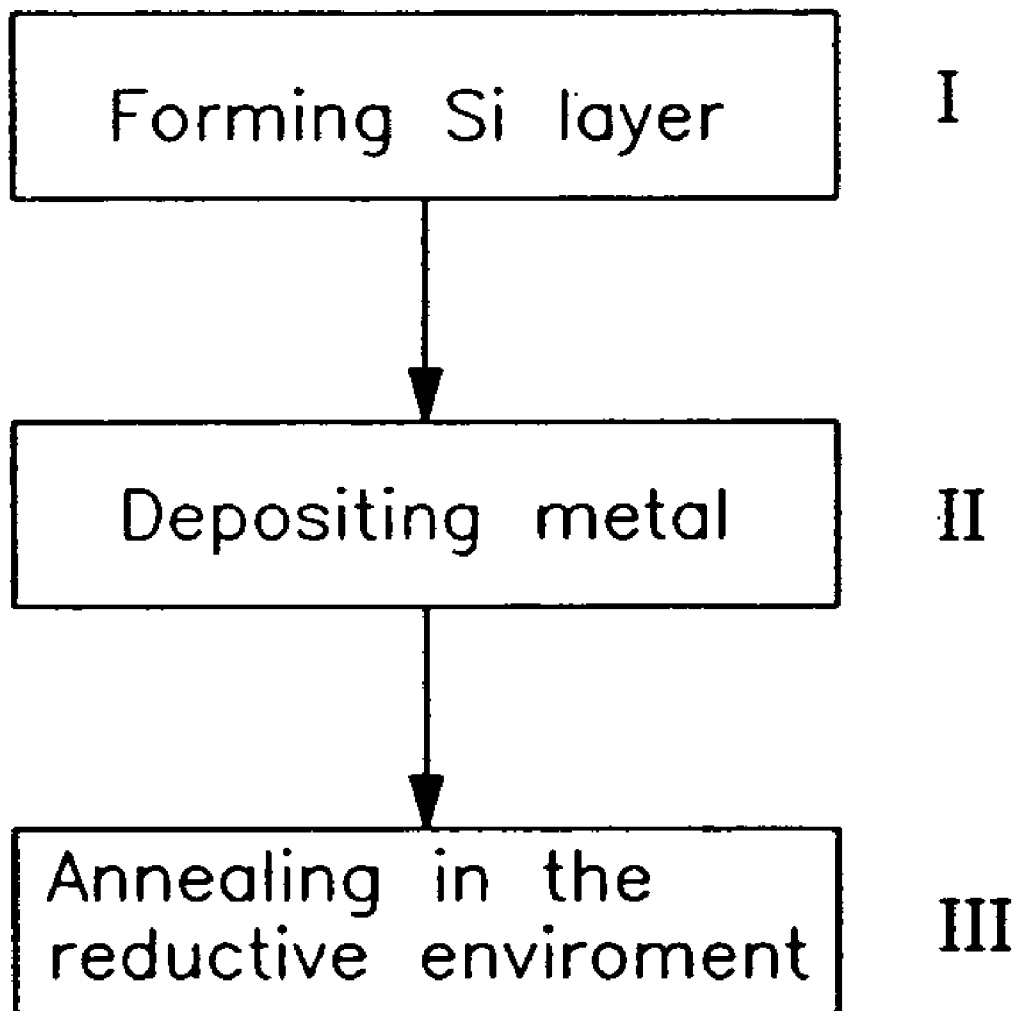 Forming Si layer
I
Depositing metal
II
Annealing in the
reductive enviroment
III